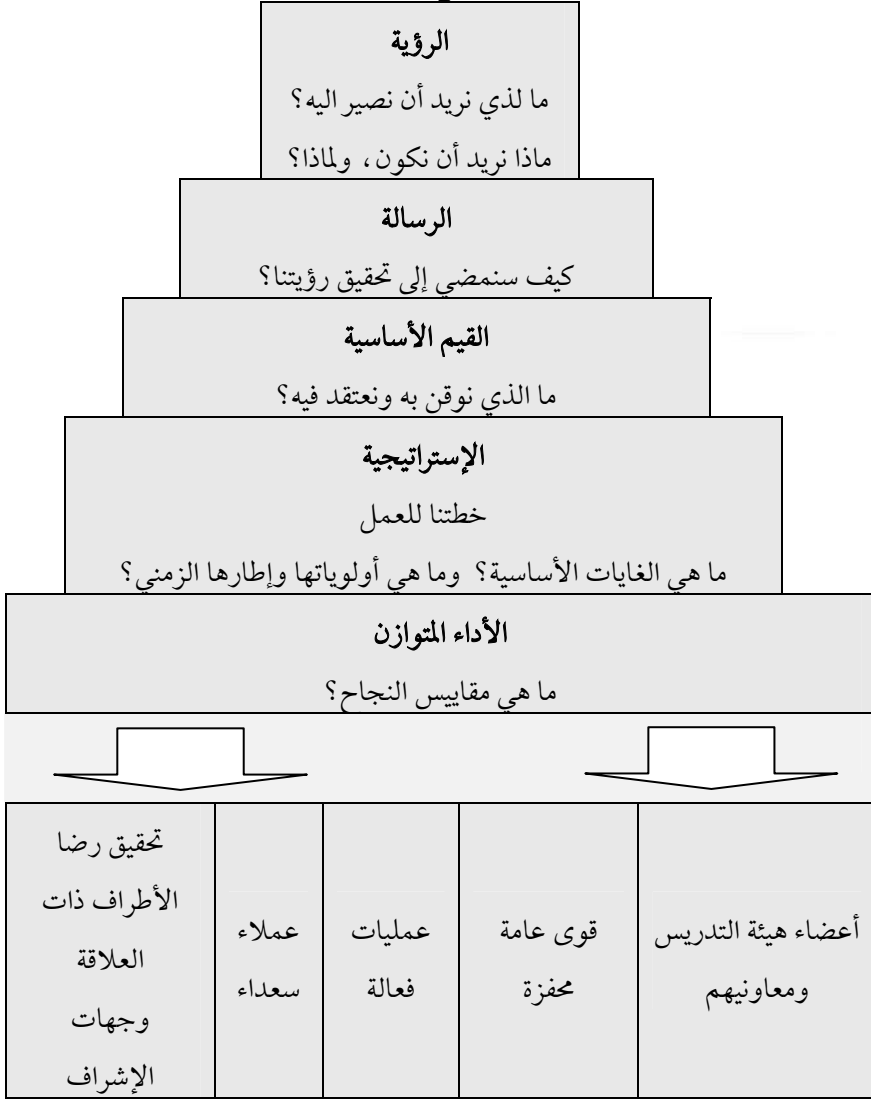 الرؤية
ما لذي نريد أن نصير اليه؟
ماذا نريد أن نكون، ولماذا؟
الرسالة
كيف سنمضي إلى تحقيق رؤيتنا؟
القيم الأساسية
ما الذي نوقن به ونعتقد فيه؟
الإستراتيجية
خطتنا للعمل
ما هي الغايات الأساسية؟ وما هي أولوياتها وإطارها الزمني؟
الأداء المتوازن
ما هي مقاييس النجاح؟
أعضاء هيئة التدريس
ومعاونيهم
قوى عامة
محفزة
عمليات
فعالة
عملاء
سعداء
تحقيق رضا
الأطراف ذات
العلاقة
وجهات
الإشراف